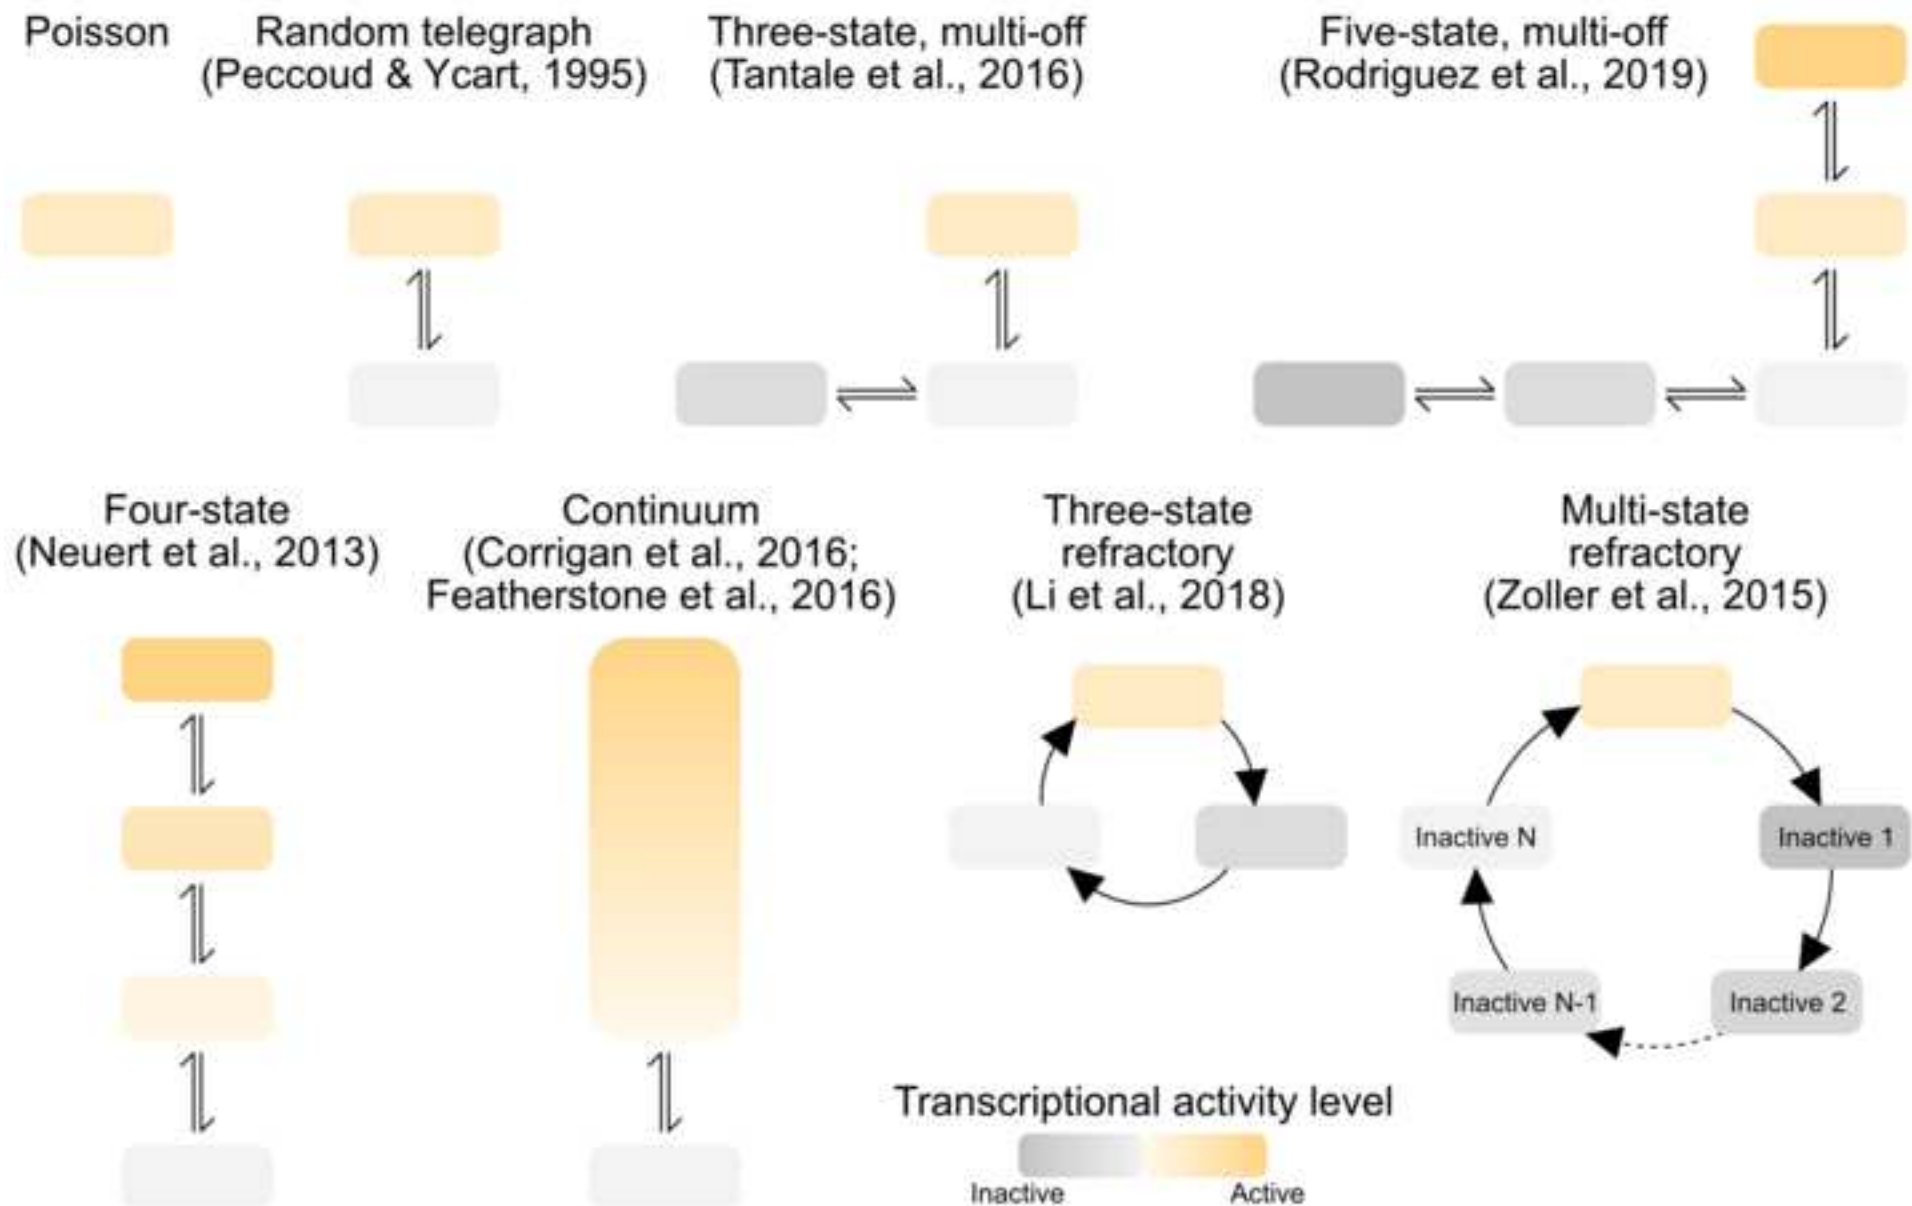 Poisson
Random telegraph
(Peccoud & Ycart, 1995)
Three-state, multi-off
(Tantale et al., 2016)
Five-state, multi-off
(Rodriguez et al., 2019)
Four-state
(Neuert et al., 2013)
Continuum
(Corrigan et al., 2016;
Featherstone et al., 2016)
Three-state
refractory
(Li et al., 2018)
Multi-state
refractory
(Zoller et al., 2015)
Inactive N
Inactive 1
Inactive N-1
Inactive 2
Transcriptional activity level
Inactive
Active